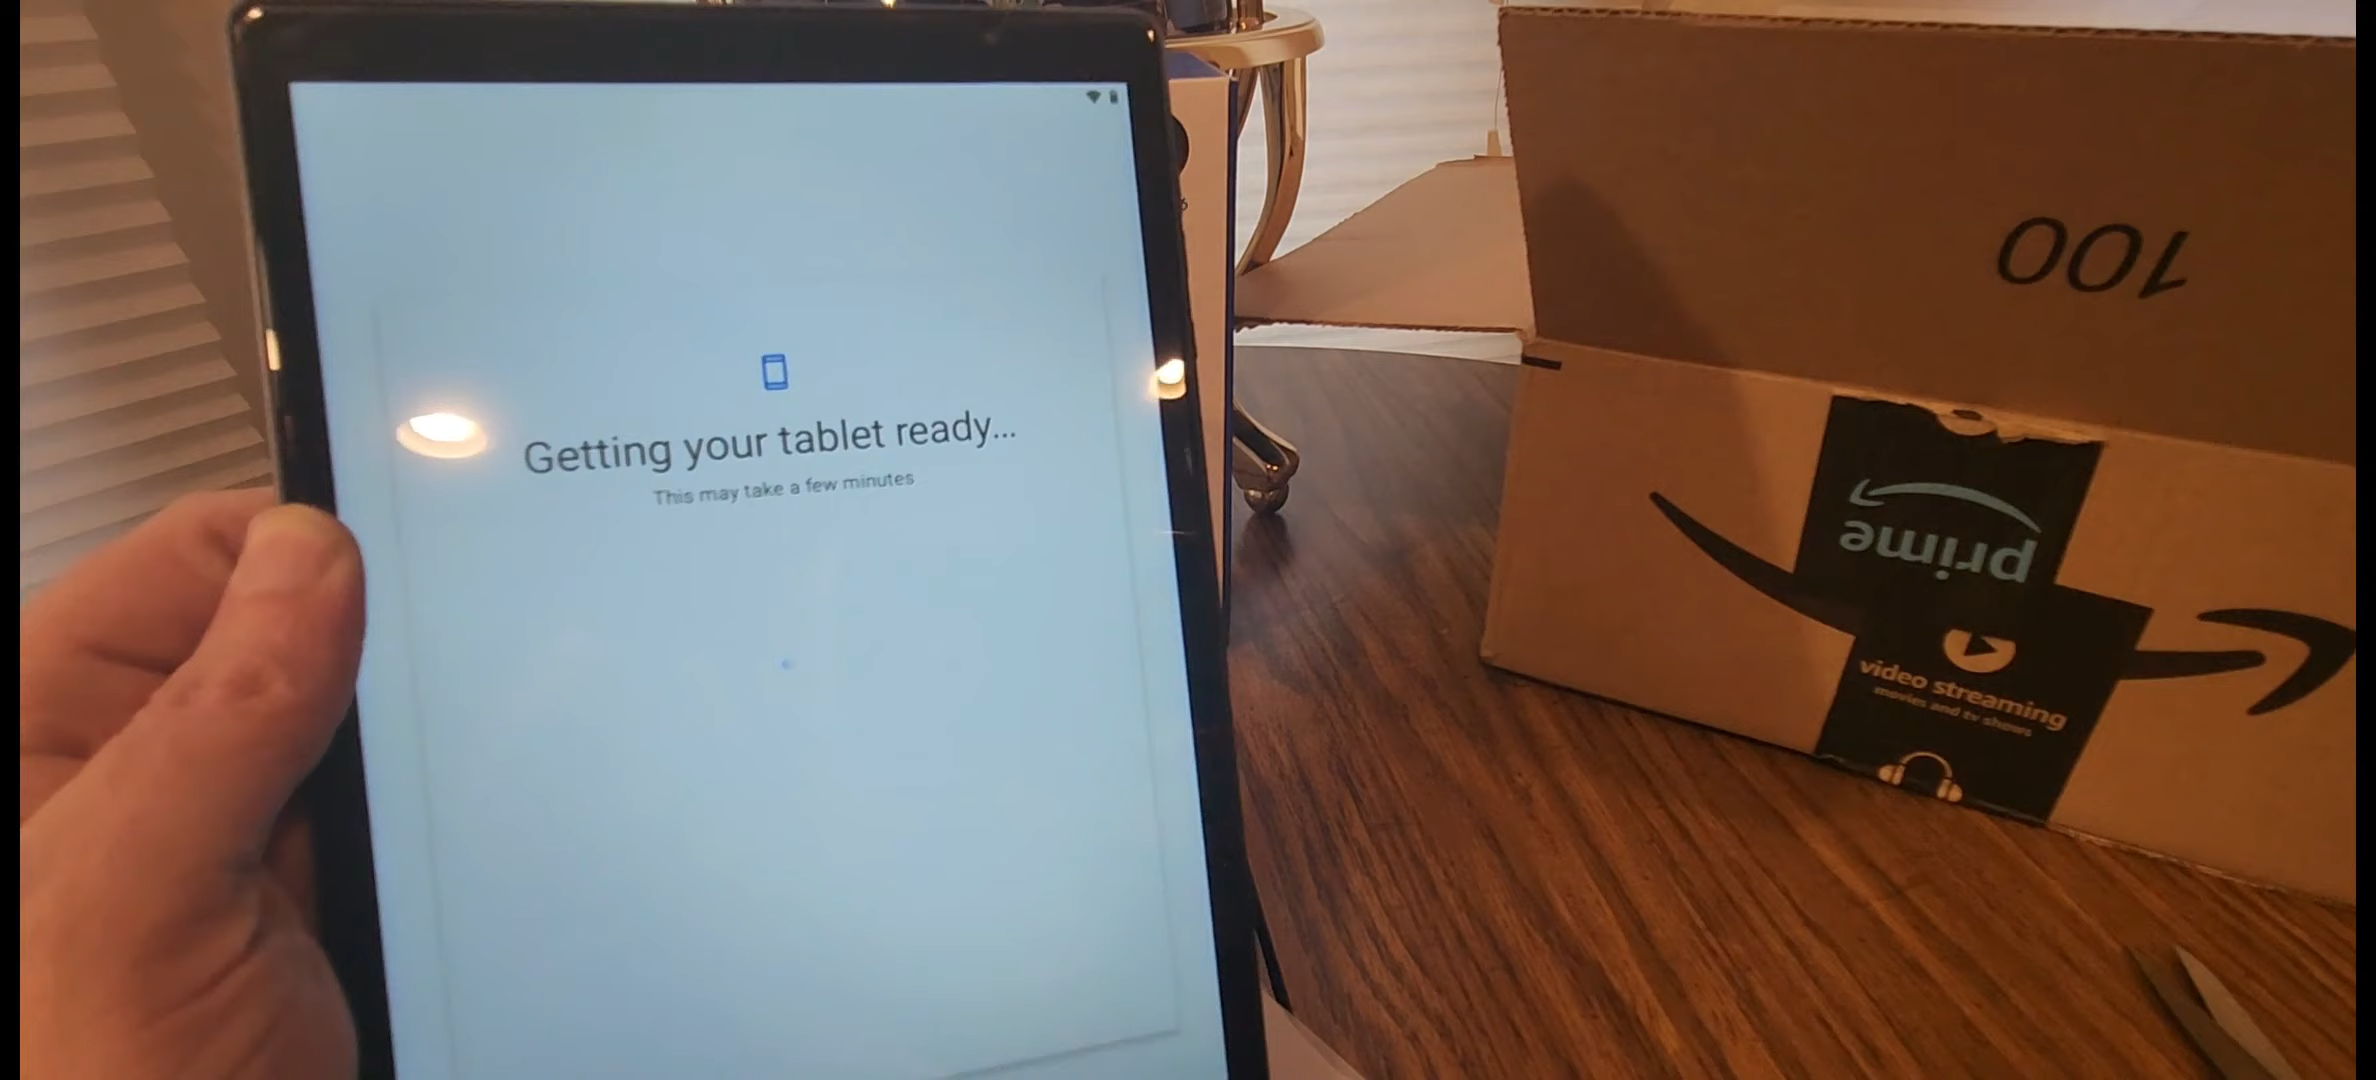 Getting your tablet ready...
This may take a few minutes
100
prime
video streaming
movies and tv shows